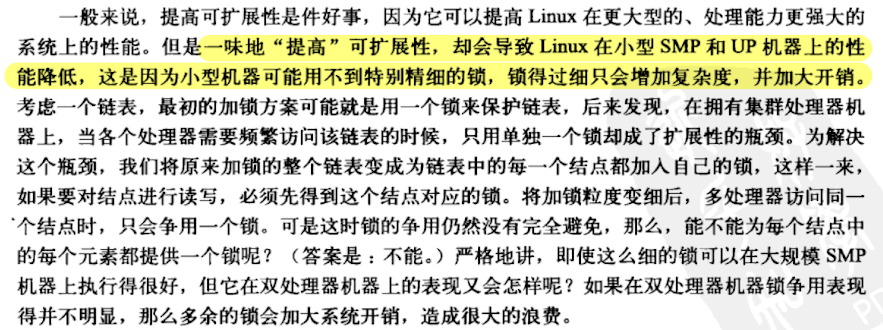 一般来说，提高可扩展性是件好事，因为它可以提高 Linux 在更大型的、处理能力更强大的
系统上的性能。但是一味地“提高”可扩展性，却会导致 Linux 在小型 SMP 和 UP 机器上的性
能降低，这是因为小型机器可能用不到特别精细的锁，锁得过细只会增加复杂度，并加大开销。
考虑一个链表，最初的加锁方案可能就是用一个锁来保护链表，后来发现，在拥有集群处理器机
器上，当各个处理器需要频繁访问该链表的时候，只用单独一个锁却成了扩展性的瓶颈。为解决
这个瓶颈，我们将原来加锁的整个链表变成为链表中的每一个结点都加入自己的锁，这样一来，
如果要对结点进行读写，必须先得到这个结点对应的锁。将加锁粒度变细后，多处理器访问同一
个结点时，只会争用一个锁。可是这时锁的争用仍然没有完全避免，那么，能不能为每个结点中
的每个元素都提供一个锁呢？（答案是：不能。）严格地讲，即使这么细的锁可以在大规模 SMP
机器上执行得很好，但它在双处理器机器上的表现又会怎样呢？如果在双处理器机器锁争用表现
得并不明显，那么多余的锁会加大系统开销，造成很大的浪费。